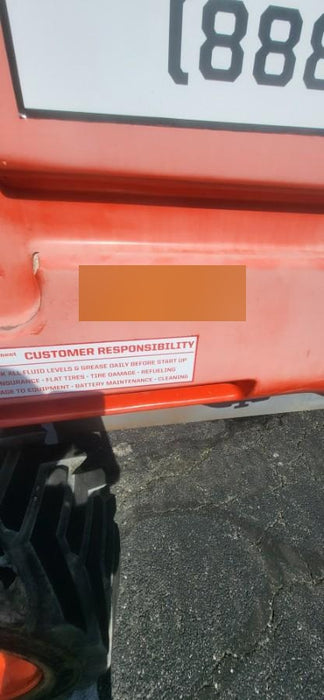 (888
CUSTOMER RESPONSIBILITY
ALL FLUID LEVELS & GREASE DAILY BEFORE START UP
INSURANCE - FLAT TIRES - TIRE DAMAGE - REFUELING
TO EQUIPMENT - BATTERY MAINTENANCE - CLEANING